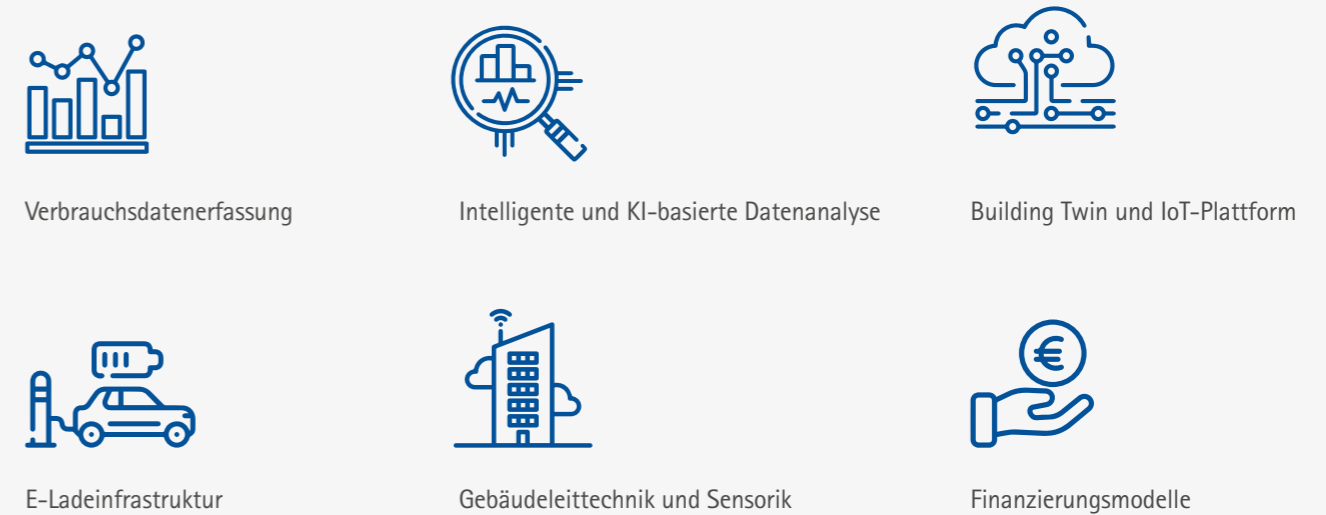 Verbrauchsdatenerfassung
Intelligente und KI-basierte Datenanalyse
Building Twin und IoT-Plattform
€
E-Ladeinfrastruktur
Gebäudeleittechnik und Sensorik
Finanzierungsmodelle